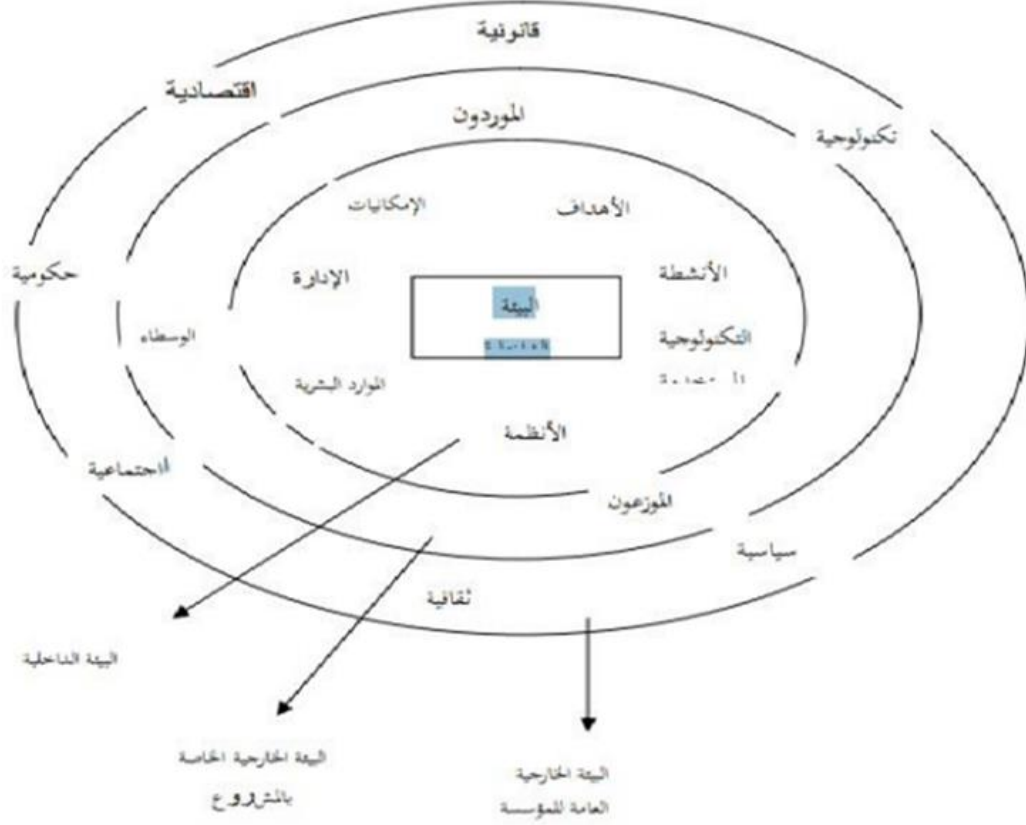 قانونية
اقتصادية
تكنولوجية
الموردون
الأهداف
الإمكانيات
الأنشطة
الإدارة
حكومية
البيئة
التكنولوجية
الوسطاء
الموارد البشرية
الأنظمة
اجتماعية
الموزعون
سياسية
ثقافية
البيئة الداخلية
البيئة الخارجية الخاصة
بالمشروع
البيئة الخارجية
العامة للمؤسسة